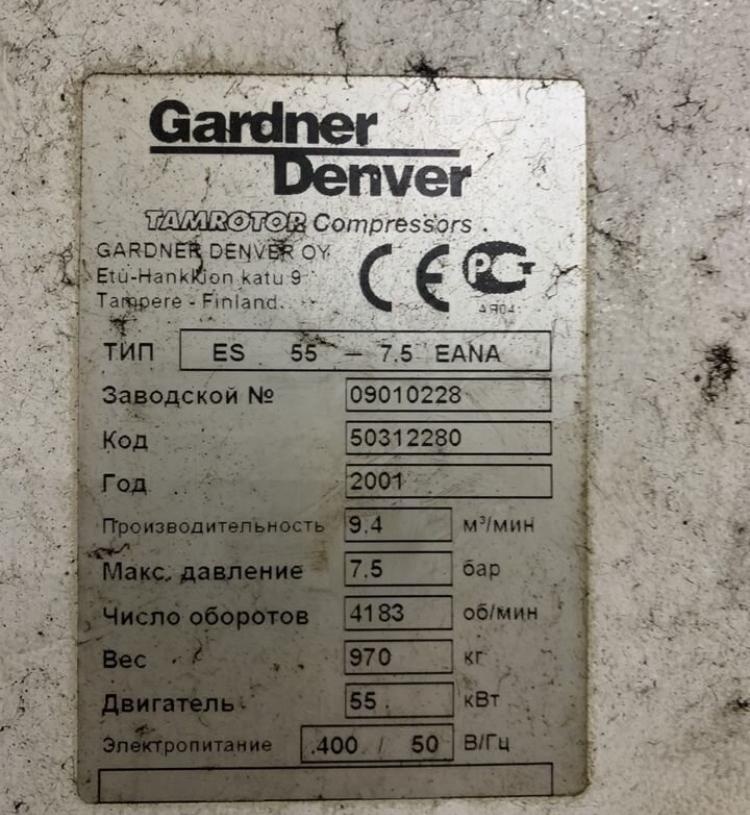 Gardner
Denver
TAMROTOR Compressors
GARDNER DENVER OY
Etu-Hankkion katu 9
Tampere - Finland
CE РСТ
ТИП ES 55 - 7.5 EANA
Заводской № 09010228
Код 50312280
Год 2001
Производительность 9.4 м³/мин
Макс. давление 7.5 бар
Число оборотов 4183 об/мин
Вес 970 кг
Двигатель 55 кВт
Электропитание 400 / 50 В/Гц